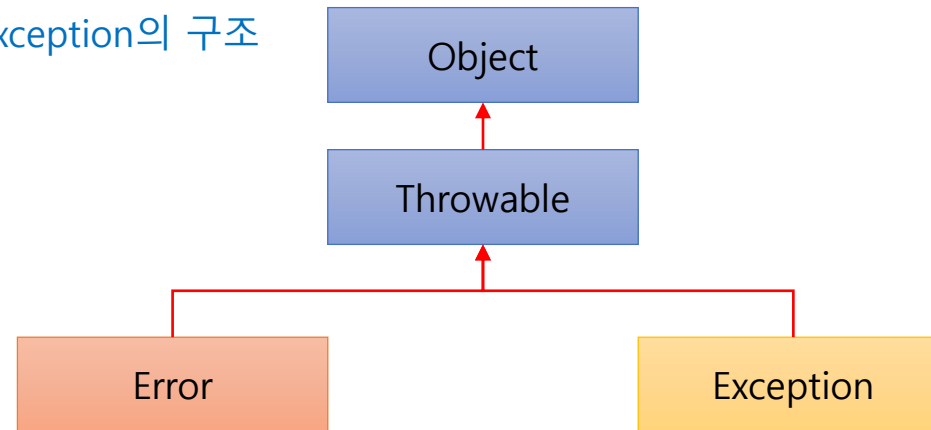 xception의 구조
Object
Throwable
Error
Exception